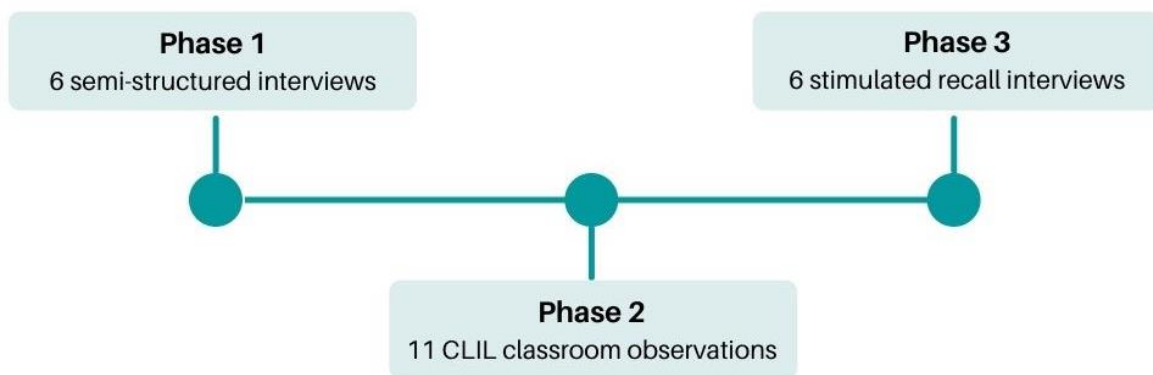 Phase 1
6 semi-structured interviews
Phase 2
11 CLIL classroom observations
Phase 3
6 stimulated recall interviews